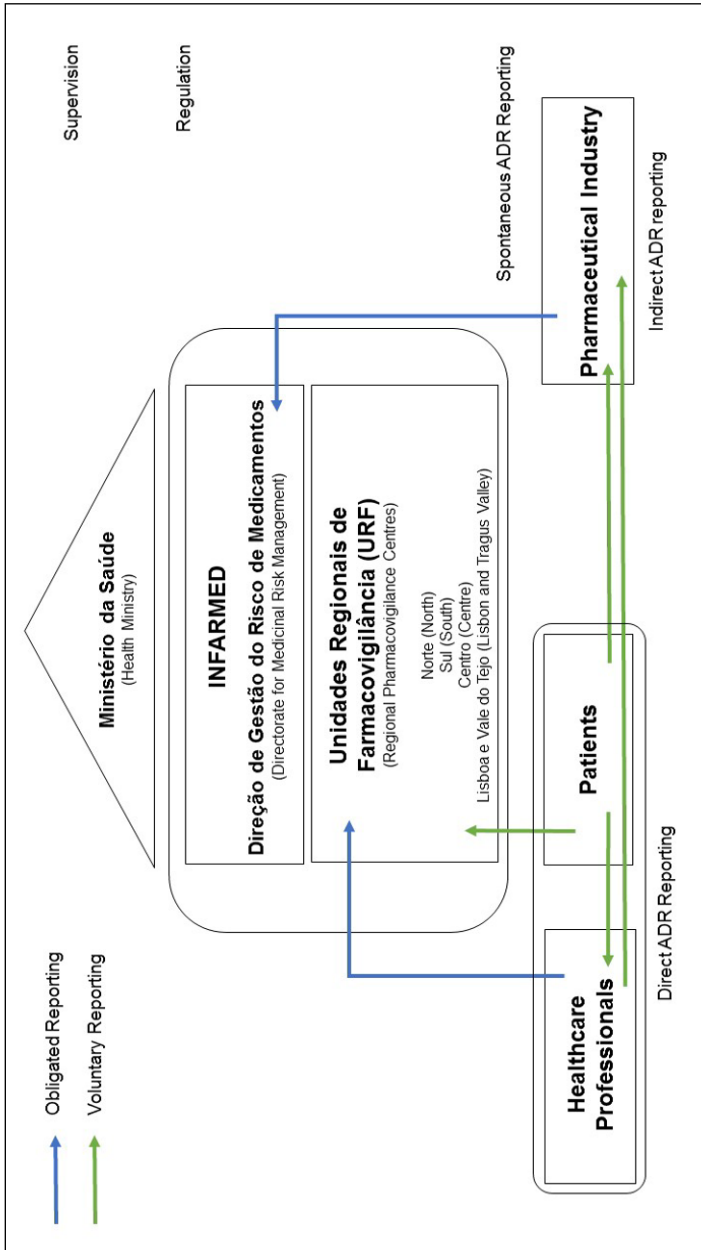 Obligated Reporting
Voluntary Reporting
Supervision
Regulation
Ministério da Saúde
(Health Ministry)
INFARMED
Direção de Gestão do Risco de Medicamentos
(Directorate for Medicinal Risk Management)
Unidades Regionais de
Farmacovigilância (URF)
(Regional Pharmacovigilance Centres)
Norte (North)
Sul (South)
Centro (Centre)
Lisboa e Vale do Tejo (Lisbon and Tragus Valley)
Spontaneous ADR Reporting
Healthcare
Professionals
Patients
Pharmaceutical Industry
Direct ADR Reporting
Indirect ADR reporting